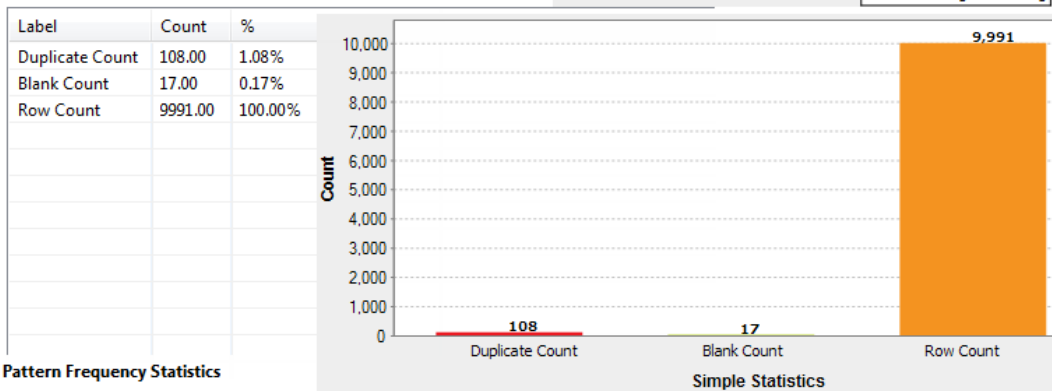 Label Count %
Duplicate Count 108.00 1.08%
Blank Count 17.00 0.17%
Row Count 9991.00 100.00%
10,000
9,000
8,000
7,000
6,000
5,000
4,000
3,000
2,000
1,000
0
Count
9,991
108
17
Duplicate Count Blank Count Row Count
Simple Statistics
Pattern Frequency Statistics